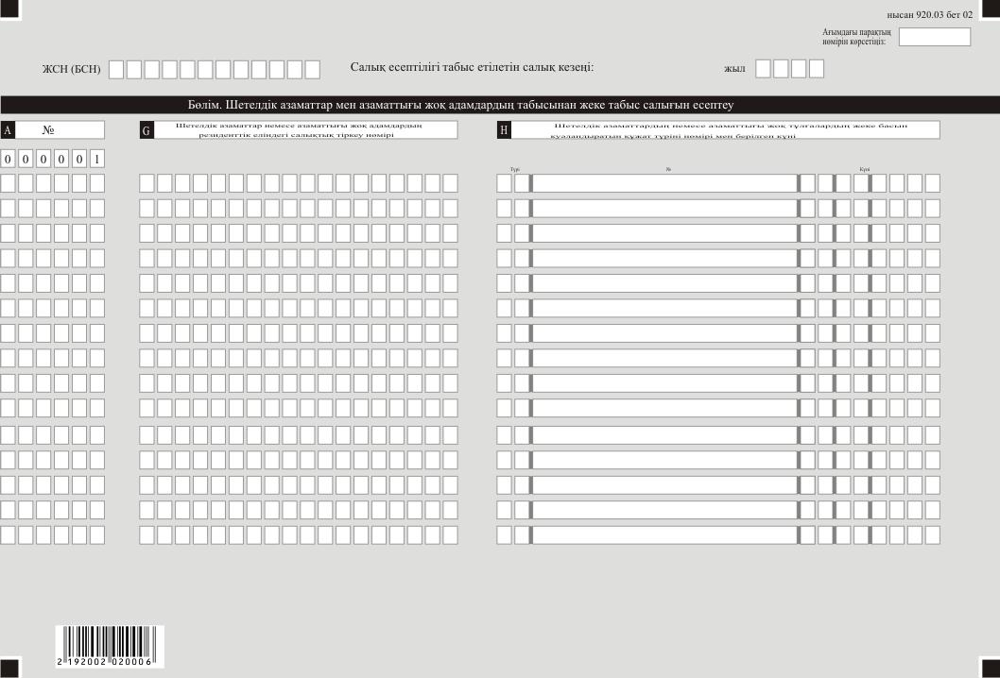 нысан 920.03 бет 02
Ағымдағы парақтың
нөмірін көрсетіңіз:
ЖСН (БСН)
Салық есептілігі табыс етілетін салық кезеңі:
жыл
Бөлім. Шетелдік азаматтар мен азаматтығы жоқ адамдардың табысынан жеке табыс салығын есептеу
A №
G Шетелдік азаматтар немесе азаматтығы жоқ адамдардың
резиденттік еліндегі салықтық тіркеу нөмірі
H Шетелдік азаматтардың немесе азаматтығы жоқ тұлғалардың жеке басын
куәландыратын құжат түріні нөмірі мен берілген күні
0 0 0 0 0 1
Түрі № Күні
2 192002 020006